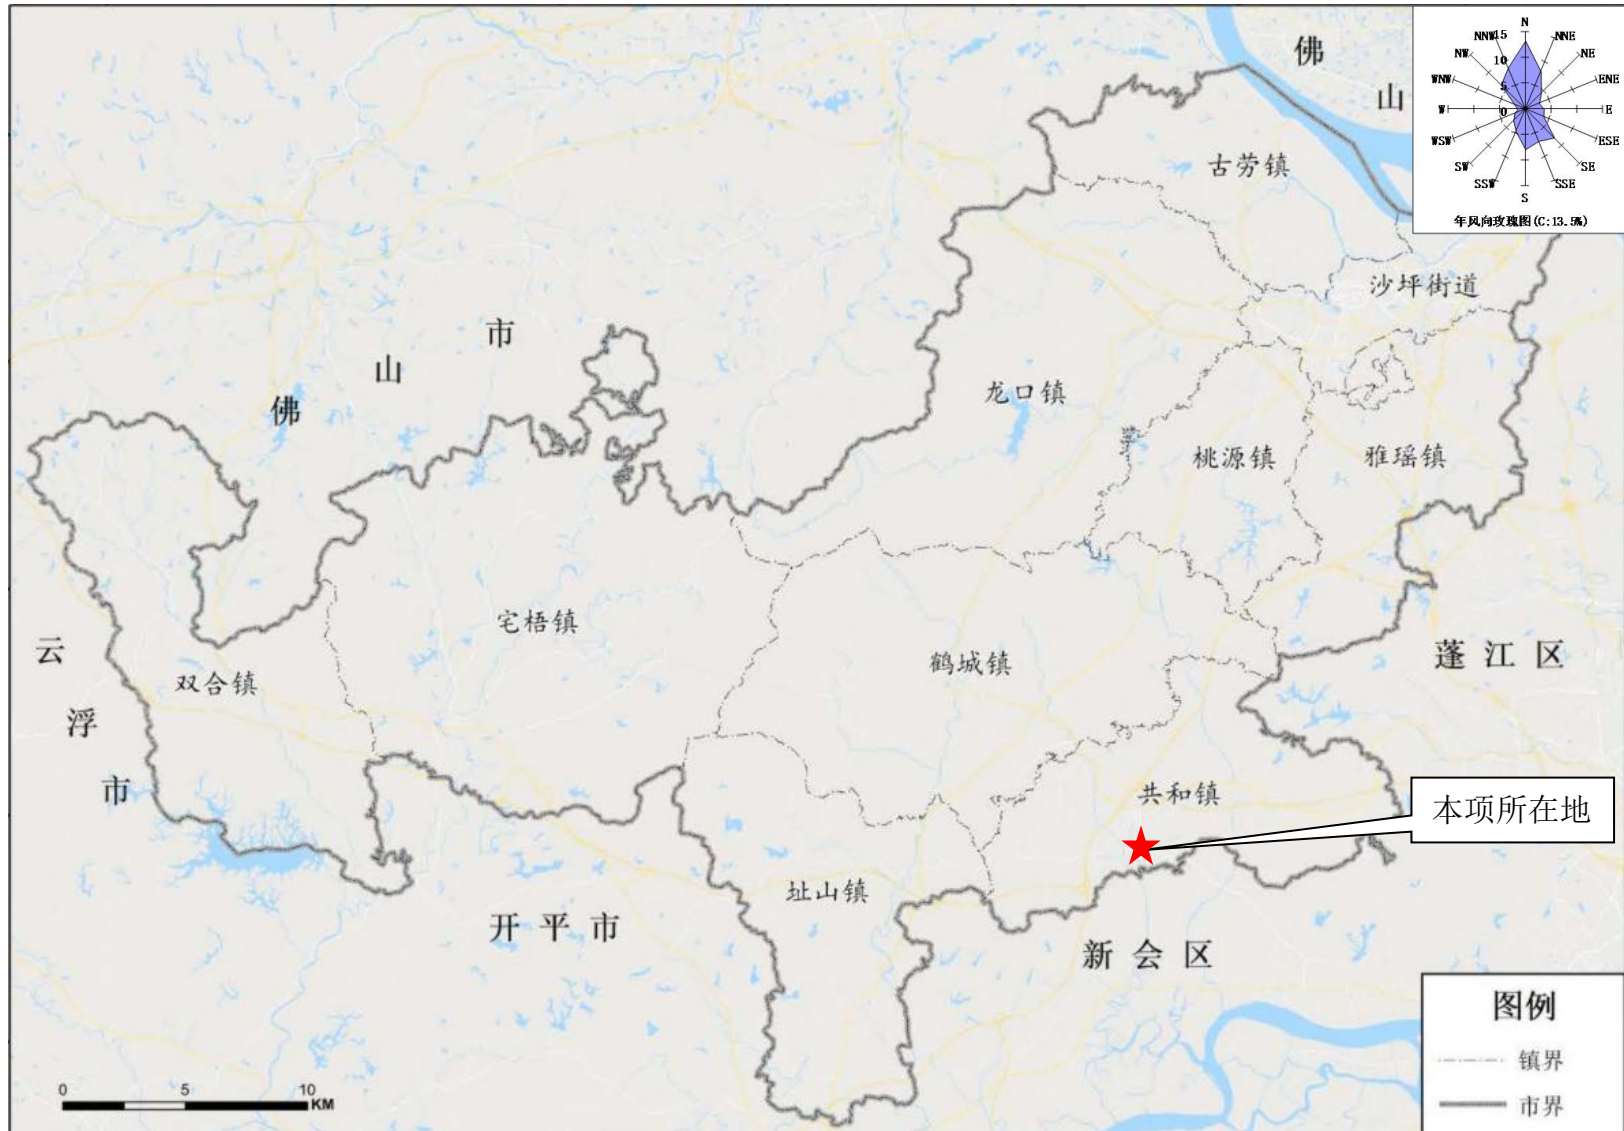 佛
山
N
NNW
15
NNE
NW
10
NE
WNW
5
ENE
W
0
E
WSW
ESE
SW
SE
SSW
SSE
S
年风向玫瑰图(C:13.5%)
古劳镇
沙坪街道
佛山市
龙口镇
桃源镇
雅瑶镇
宅梧镇
鹤城镇
双合镇
云浮市
蓬江区
共和镇
本项所在地
址山镇
开平市
新会区
图例
镇界
市界
0 5 10
KM